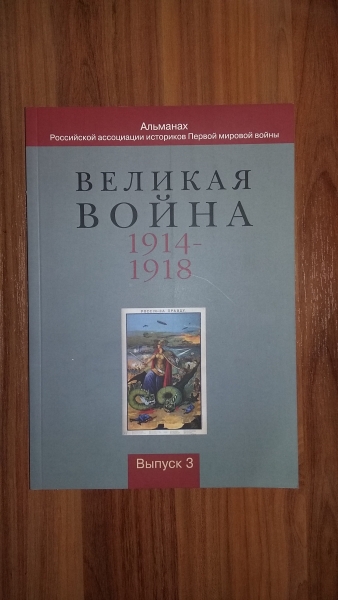 Альманах
Российской ассоциации историков Первой мировой войны
ВЕЛИКАЯ
ВОЙНА
1914-
1918
Выпуск 3